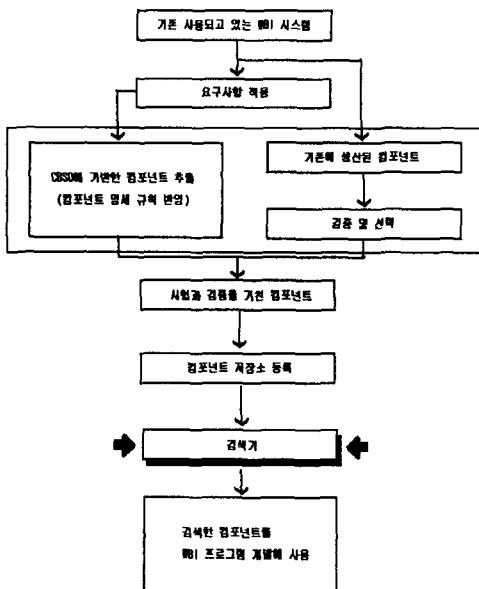 기존 사용되고 있는 WBI 시스템
요구사항 적용
CBSD에 기반한 컴포넌트 추출
(컴포넌트 명세 규칙 반영)
기존에 생산된 컴포넌트
검증 및 선택
시험과 검증을 거친 컴포넌트
컴포넌트 저장소 등록
검색기
검색한 컴포넌트를
WBI 프로그램 개발에 사용